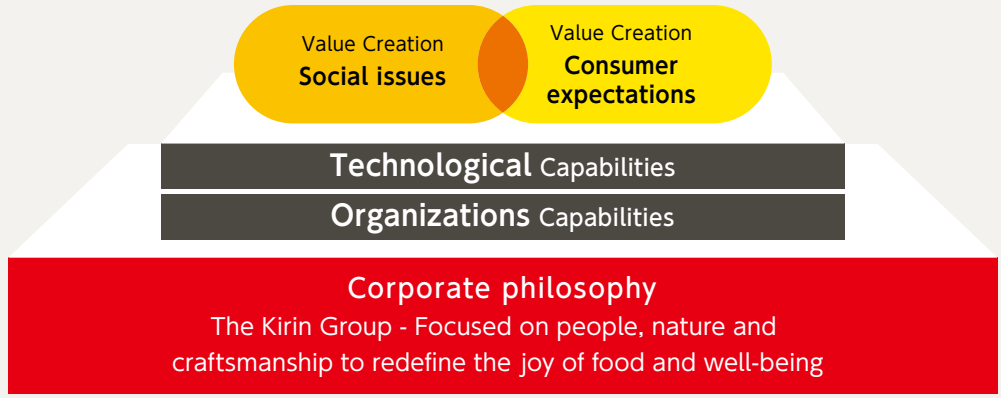 Value Creation
Social issues
Value Creation
Consumer
expectations
Technological Capabilities
Organizations Capabilities
Corporate philosophy
The Kirin Group - Focused on people, nature and
craftsmanship to redefine the joy of food and well-being